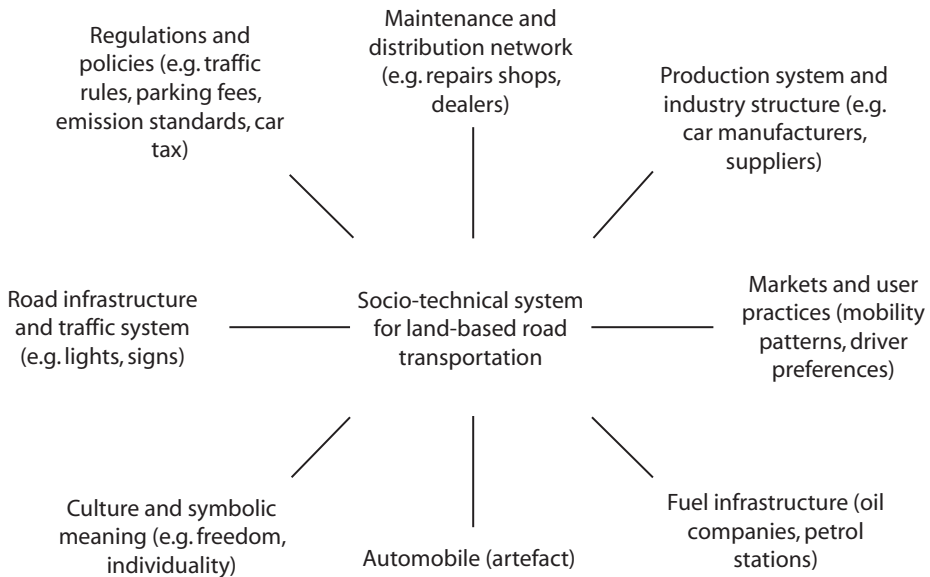 Regulations and
policies (e.g. traffic
rules, parking fees,
emission standards, car
tax)
Maintenance and
distribution network
(e.g. repairs shops,
dealers)
Production system and
industry structure (e.g.
car manufacturers,
suppliers)
Road infrastructure
and traffic system
(e.g. lights, signs)
Socio-technical system
for land-based road
transportation
Markets and user
practices (mobility
patterns, driver
preferences)
Culture and symbolic
meaning (e.g. freedom,
individuality)
Automobile (artefact)
Fuel infrastructure (oil
companies, petrol
stations)